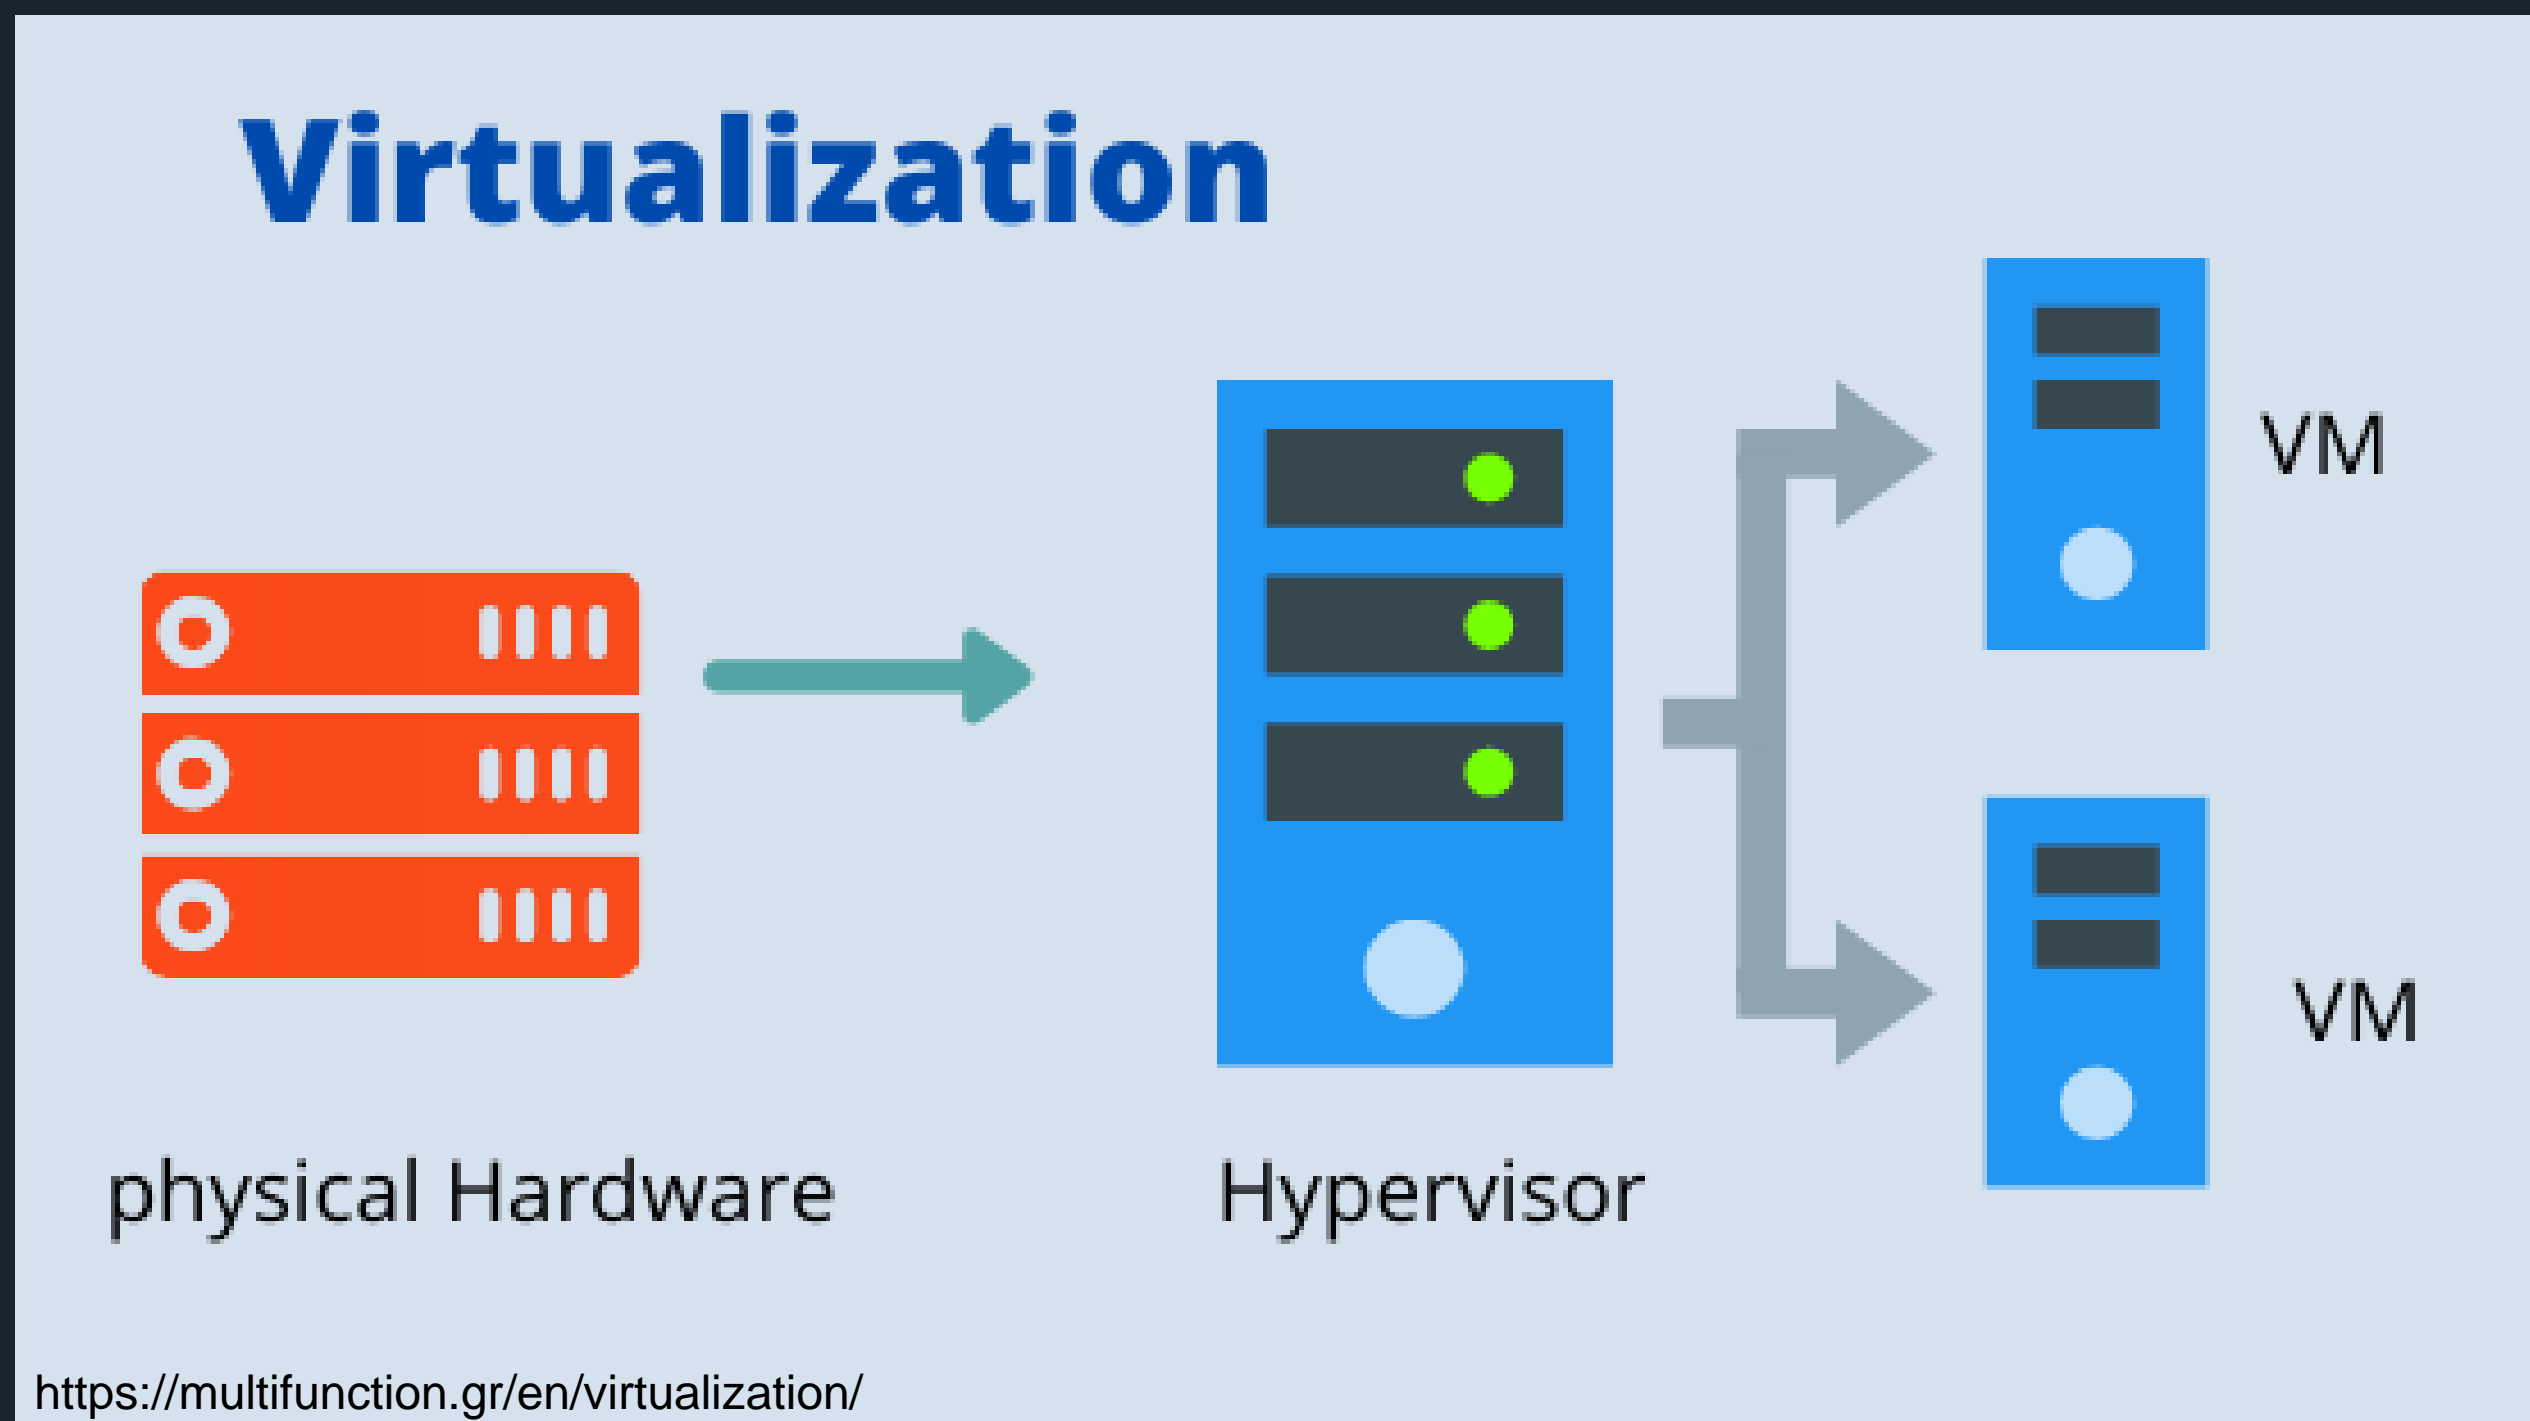 Virtualization
VM
VM
physical Hardware
Hypervisor
https://multifunction.gr/en/virtualization/